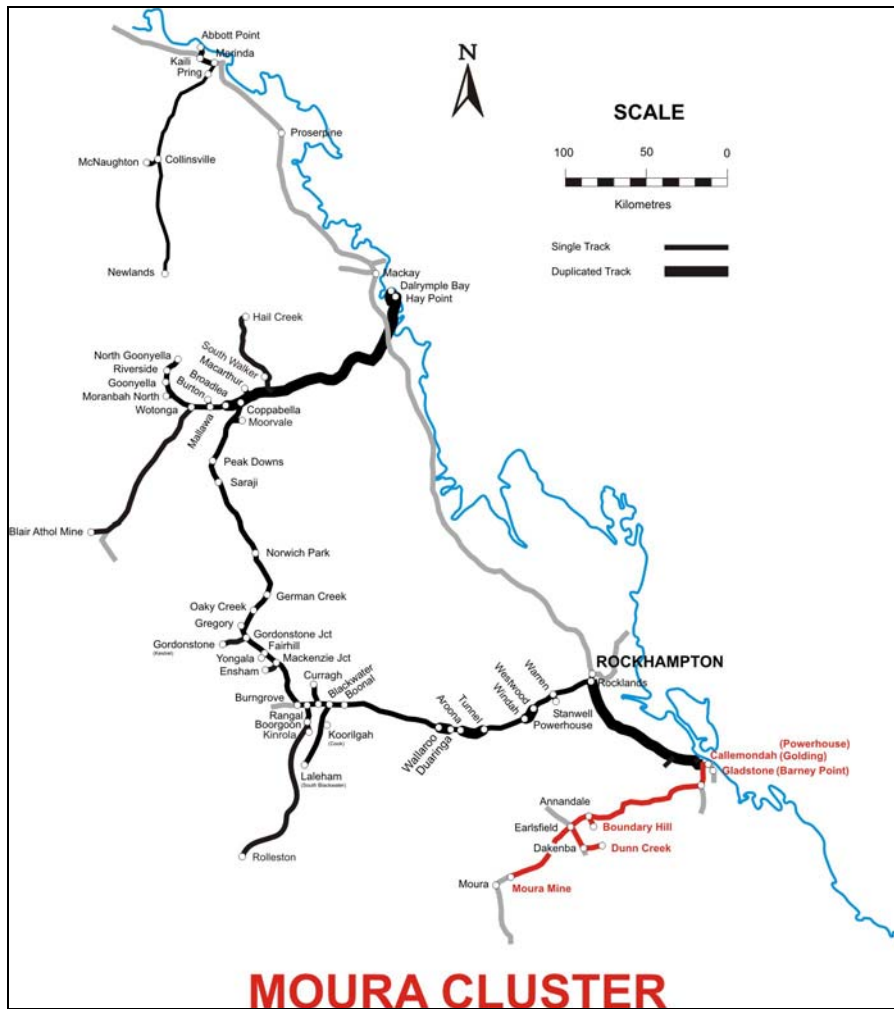 Abbott Point
Kaili
Merinda
Pring
N
SCALE
100
50
0
Kilometres
Proserpine
McNaughton
Collinsville
Single Track
Duplicated Track
Newlands
Mackay
Dalrymple Bay
Hay Point
Hail Creek
North Goonyella
South Walker
Riverside
Macarthur
Goonyella
Broadlea
Burton
Moranbah North
Wotonga
Mallawa
Coppabella
Moorvale
Peak Downs
Saraji
Blair Athol Mine
Norwich Park
German Creek
Oaky Creek
Gregory
Gordonstone Jct
Gordonstone
(Kestrel)
Fairhill
Yongala
Mackenzie Jct
Ensham
Curragh
ROCKHAMPTON
Rocklands
Burngrove
Blackwater
Boonal
Rangal
Boorgoon
Kinrola
Koorilgah
(Cook)
Wallaroo
Duaringa
Aroona
Tunnel
Windah
Westwood
Warren
Stanwell
Powerhouse
Laleham
(South Blackwater)
Callemondah
(Powerhouse)
(Golding)
Gladstone (Barney Point)
Annandale
Earlsfield
Boundary Hill
Dakenba
Dunn Creek
Rolleston
Moura
Moura Mine
MOURA CLUSTER